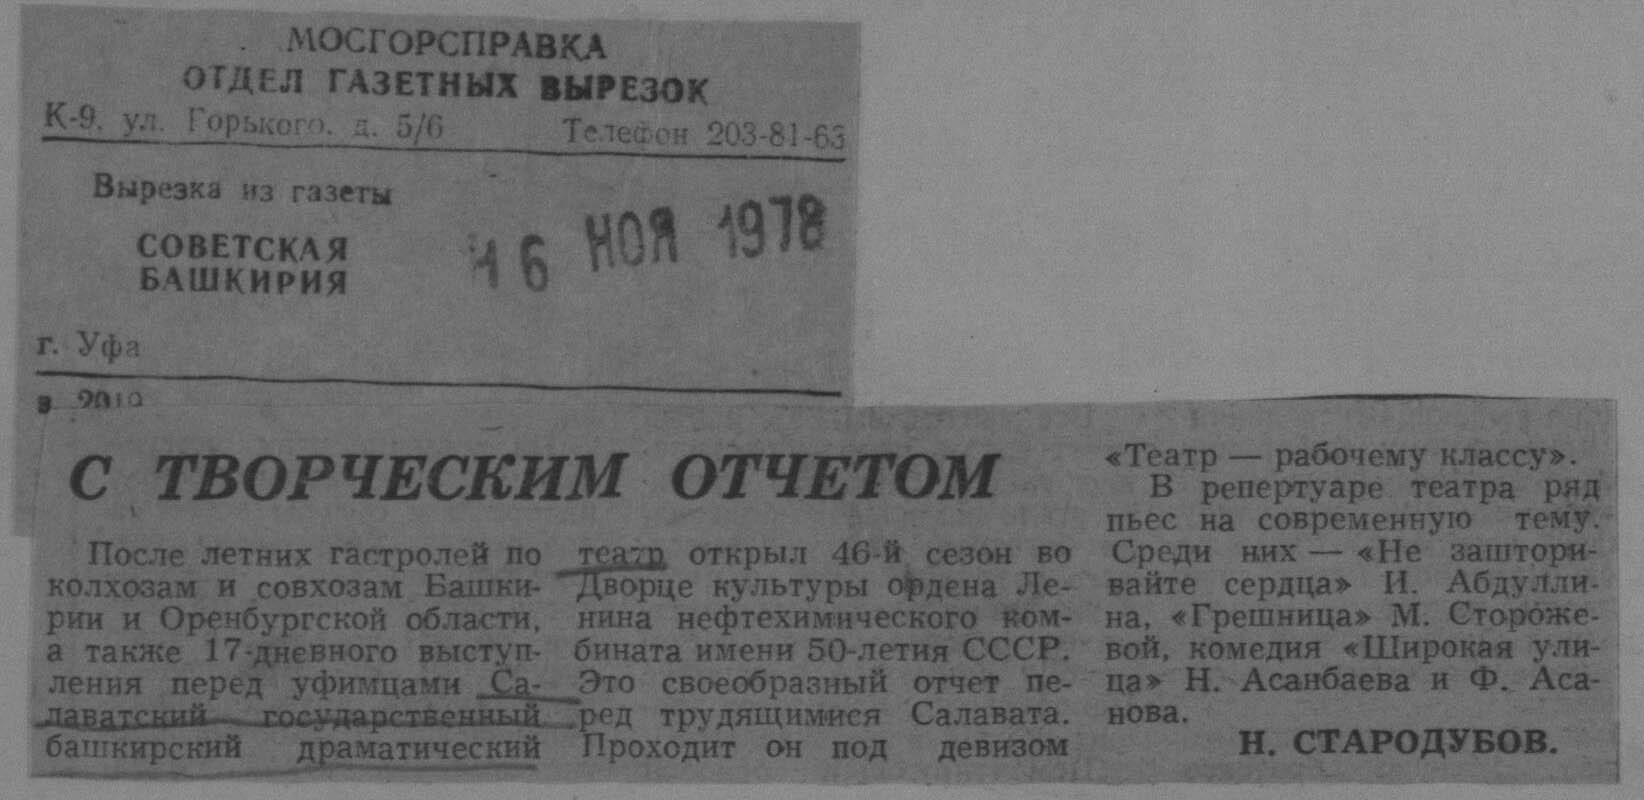 МОСГОРСПРАВКА
ОТДЕЛ ГАЗЕТНЫХ ВЫРЕЗОК
К-9, ул. Горького, д. 5/6 Телефон 203-81-63
Вырезка из газеты
СОВЕТСКАЯ
БАШКИРИЯ
16 НОЯ 1978
г. Уфа
С ТВОРЧЕСКИМ ОТЧЕТОМ
После летних гастролей по
колхозам и совхозам Башки-
рии и Оренбургской области,
а также 17-дневного выступ-
ления перед уфимцами Са-
лаватский государственный
башкирский драматический
театр открыл 46-й сезон во
Дворце культуры ордена Ле-
нина нефтехимического ком-
бината имени 50-летия СССР.
Это своеобразный отчет пе-
ред трудящимися Салавата.
Проходит он под девизом
«Театр — рабочему классу».
В репертуаре театра ряд
пьес на современную тему.
Среди них — «Не заштори-
вайте сердца» И. Абдулли-
на, «Грешница» М. Стороже-
вой, комедия «Широкая ули-
ца» Н. Асанбаева и Ф. Аса-
нова.
Н. СТАРОДУБОВ.